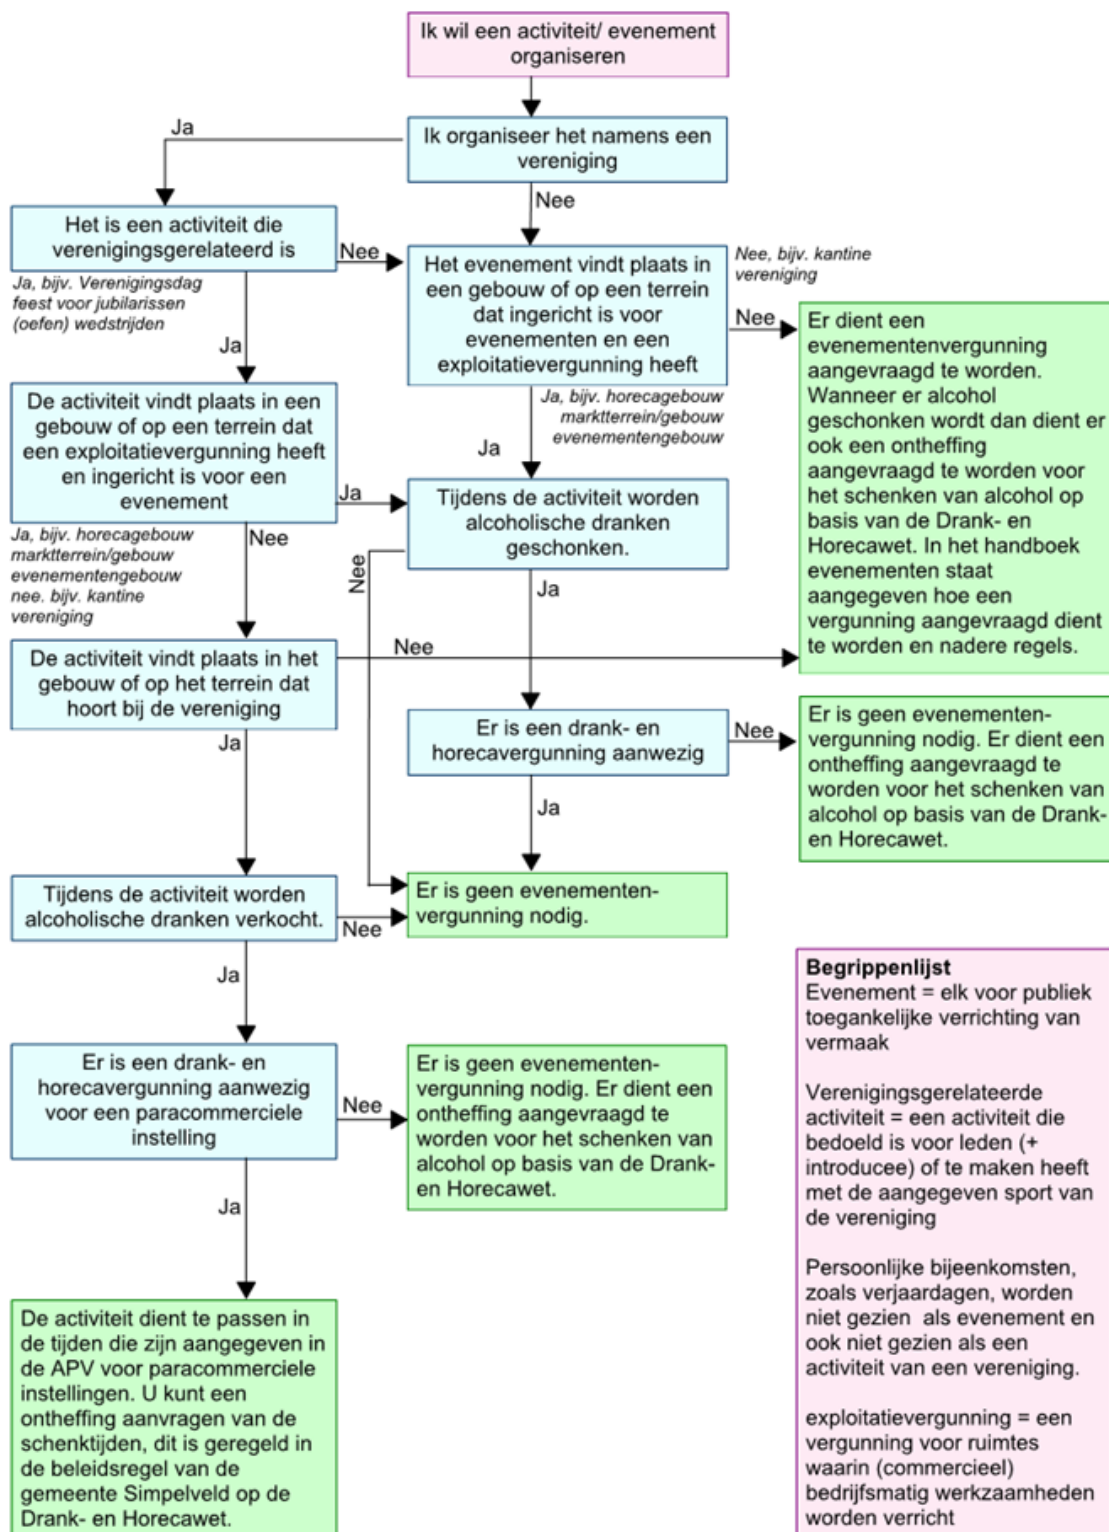 Ik wil een activiteit/ evenement
organiseren
Ja
Ik organiseer het namens een
vereniging
Nee
Het is een activiteit die
verenigingsgerelateerd is
Nee
Ja, bijv. Verenigingsdag
feest voor jubilarissen
(oefen) wedstrijden
Ja
Het evenement vindt plaats in
een gebouw of op een terrein
dat ingericht is voor
evenementen en een
exploitatievergunning heeft
Nee, bijv. kantine
vereniging
Nee
Ja, bijv. horecagebouw
marktterrein/gebouw
evenementengebouw
Ja
Er dient een
evenementenvergunning
aangevraagd te worden.
Wanneer er alcohol
geschonken wordt dan dient er
ook een ontheffing
aangevraagd te worden voor
het schenken van alcohol op
basis van de Drank- en
Horecawet. In het handboek
evenementen staat
aangegeven hoe een
vergunning aangevraagd dient
te worden en nadere regels.
De activiteit vindt plaats in een
gebouw of op een terrein dat
een exploitatievergunning heeft
en ingericht is voor een
evenement
Ja
Ja, bijv. horecagebouw
marktterrein/gebouw
evenementengebouw
nee. bijv. kantine
vereniging
Nee
Tijdens de activiteit worden
alcoholische dranken
geschonken.
Nee
Ja
De activiteit vindt plaats in het
gebouw of op het terrein dat
hoort bij de vereniging
Nee
Ja
Er is een drank- en
horecavergunning aanwezig
Nee
Ja
Er is geen evenementen-
vergunning nodig. Er dient een
ontheffing aangevraagd te
worden voor het schenken van
alcohol op basis van de Drank-
en Horecawet.
Tijdens de activiteit worden
alcoholische dranken verkocht.
Nee
Ja
Er is geen evenementen-
vergunning nodig.
Er is een drank- en
horecavergunning aanwezig
voor een paracommerciele
instelling
Nee
Ja
Er is geen evenementen-
vergunning nodig. Er dient een
ontheffing aangevraagd te
worden voor het schenken van
alcohol op basis van de Drank-
en Horecawet.
De activiteit dient te passen in
de tijden die zijn aangegeven in
de APV voor paracommerciele
instellingen. U kunt een
ontheffing aanvragen van de
schenktijden, dit is geregeld in
de beleidsregel van de
gemeente Simpelveld op de
Drank- en Horecawet.
Begrippenlijst
Evenement = elk voor publiek
toegankelijke verrichting van
vermaak
Verenigingsgerelateerde
activiteit = een activiteit die
bedoeld is voor leden (+
introducee) of te maken heeft
met de aangegeven sport van
de vereniging
Persoonlijke bijeenkomsten,
zoals verjaardagen, worden
niet gezien als evenement en
ook niet gezien als een
activiteit van een vereniging.
exploitatievergunning = een
vergunning voor ruimtes
waarin (commercieel)
bedrijfsmatig werkzaamheden
worden verricht